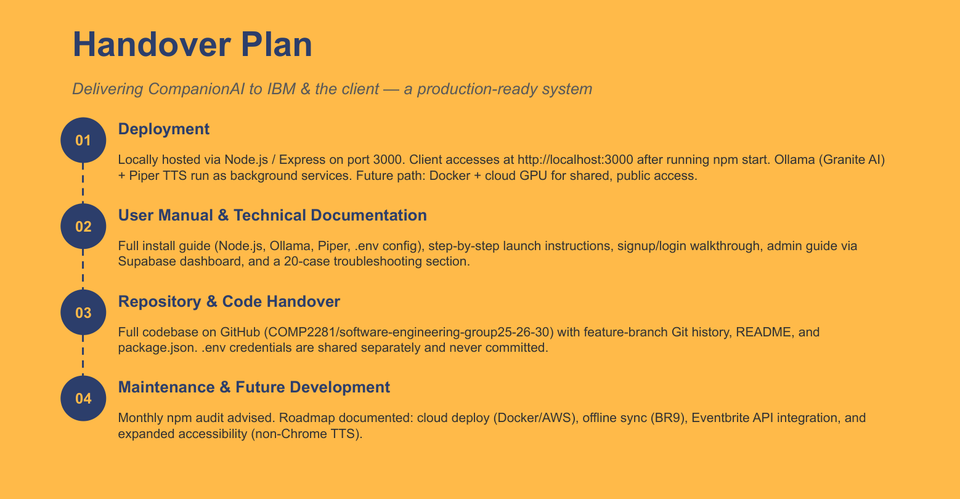 Handover Plan
Delivering CompanionAI to IBM & the client — a production-ready system
01
Deployment
Locally hosted via Node.js / Express on port 3000. Client accesses at http://localhost:3000 after running npm start. Ollama (Granite AI)
+ Piper TTS run as background services. Future path: Docker + cloud GPU for shared, public access.
02
User Manual & Technical Documentation
Full install guide (Node.js, Ollama, Piper, .env config), step-by-step launch instructions, signup/login walkthrough, admin guide via
Supabase dashboard, and a 20-case troubleshooting section.
03
Repository & Code Handover
Full codebase on GitHub (COMP2281/software-engineering-group25-26-30) with feature-branch Git history, README, and
package.json. .env credentials are shared separately and never committed.
04
Maintenance & Future Development
Monthly npm audit advised. Roadmap documented: cloud deploy (Docker/AWS), offline sync (BR9), Eventbrite API integration, and
expanded accessibility (non-Chrome TTS).